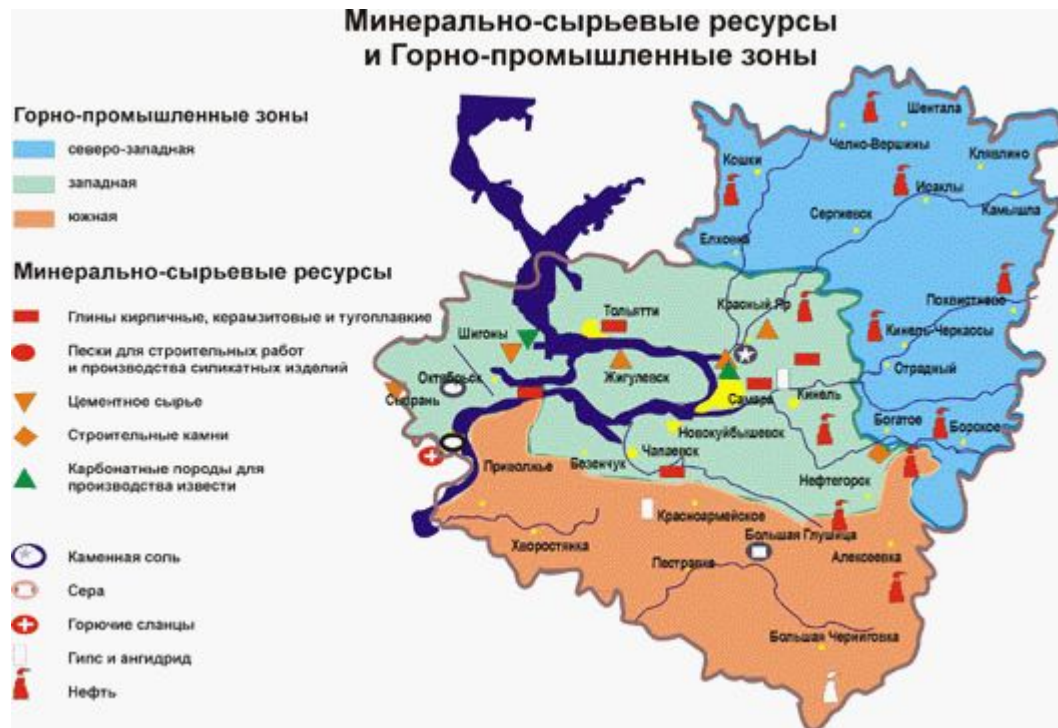 Минерально-сырьевые ресурсы
и Горно-промышленные зоны
Горно-промышленные зоны
северо-западная
западная
южная
Минерально-сырьевые ресурсы
Глины кирпичные, керамзитовые и тугоплавкие
Пески для строительных работ
и производства силикатных изделий
Цементное сырье
Строительные камни
Карбонатные породы для
производства извести
Каменная соль
Сера
Горючие сланцы
Гипс и ангидрид
Нефть
Шентала
Челно-Вершины
Кошки
Клявлино
Исаклы
Камышла
Сергиевск
Елховка
Похвистнево
Красный Яр
Тольятти
Кинель-Черкассы
Шигоны
Отрадный
Октябрьск
Жигулевск
Сызрань
Самара
Кинель
Богатое
Борское
Новокуйбышевск
Чапаевск
Безенчук
Приволжье
Нефтегорск
Красноармейское
Большая Глушица
Хворостянка
Алексеевка
Пестравка
Большая Черниговка